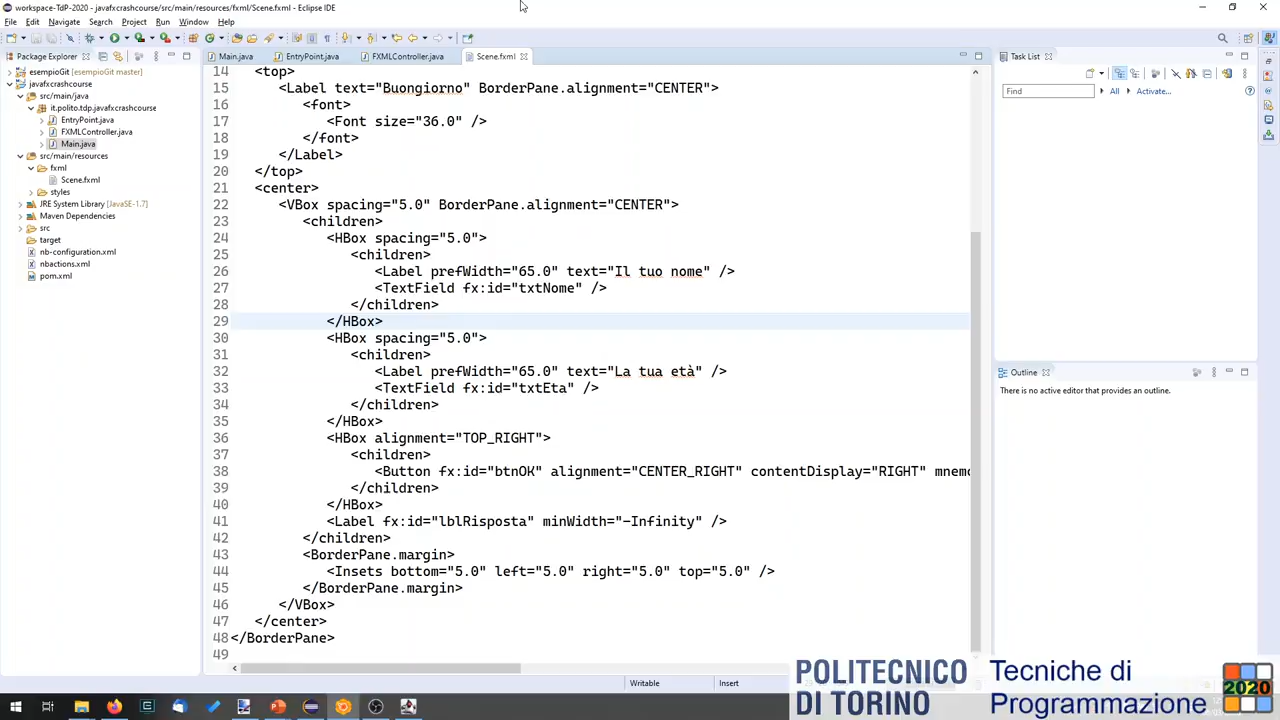 workspace-TdP-2020 - javafxcrashcourse/src/main/resources/fxml/Scene.fxml - Eclipse IDE
File Edit Navigate Search Project Run Window Help
Package Explorer
Main.java EntryPoint.java FXMLController.java Scene.fxml
Task List
esempioGit [esempioGit master]
javafxcrashcourse
src/main/java
it.polito.tdp.javafxcrashcourse
EntryPoint.java
FXMLController.java
Main.java
src/main/resources
fxml
Scene.fxml
styles
JRE System Library [JavaSE-1.7]
Maven Dependencies
src
target
nb-configuration.xml
nbactions.xml
pom.xml
14 <top>
15 <Label text="Buongiorno" BorderPane.alignment="CENTER">
16 <font>
17 <Font size="36.0" />
18 </font>
19 </Label>
20 </top>
21 <center>
22 <VBox spacing="5.0" BorderPane.alignment="CENTER">
23 <children>
24 <HBox spacing="5.0">
25 <children>
26 <Label prefWidth="65.0" text="Il tuo nome" />
27 <TextField fx:id="txtNome" />
28 </children>
29 </HBox>
30 <HBox spacing="5.0">
31 <children>
32 <Label prefWidth="65.0" text="La tua età" />
33 <TextField fx:id="txtEta" />
34 </children>
35 </HBox>
36 <HBox alignment="TOP_RIGHT">
37 <children>
38 <Button fx:id="btnOK" alignment="CENTER_RIGHT" contentDisplay="RIGHT" mnemo
39 </children>
40 </HBox>
41 <Label fx:id="lblRisposta" minWidth="-Infinity" />
42 </children>
43 <BorderPane.margin>
44 <Insets bottom="5.0" left="5.0" right="5.0" top="5.0" />
45 </BorderPane.margin>
46 </VBox>
47 </center>
48 </BorderPane>
49
Find All Activate...
Outline
There is no active editor that provides an outline.
Writable Insert
POLITECNICO
DI TORINO
Tecniche di
Programmazione
2020